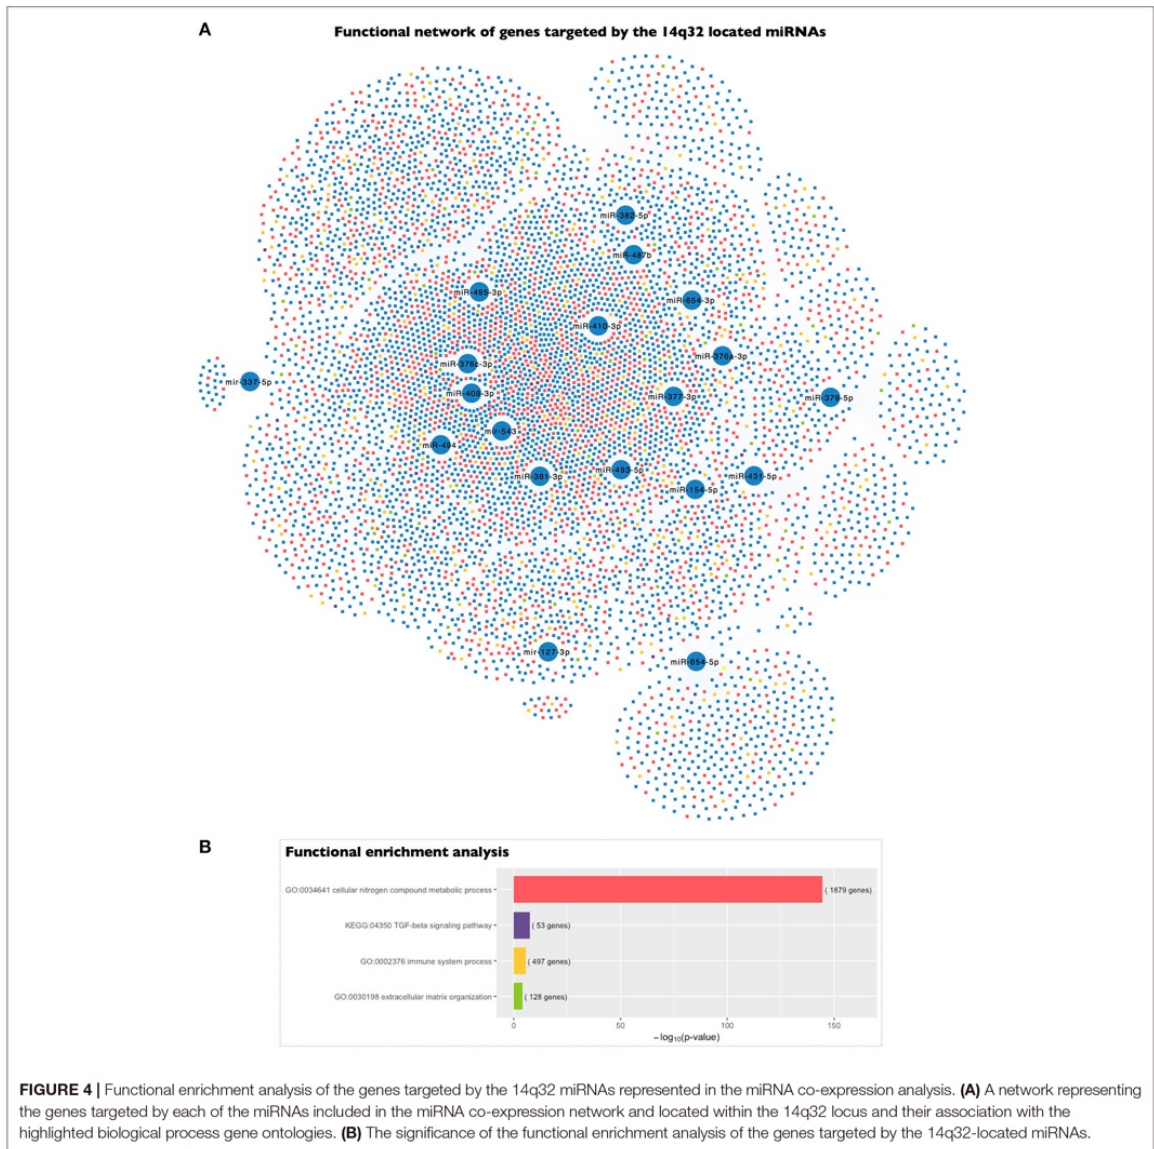 A
Functional network of genes targeted by the 14q32 located miRNAs
miR-382-5p
miR-487b
miR-495-3p
miR-654-3p
miR-410-3p
miR-376a-3p
miR-376c-3p
mir-337-5p
miR-409-3p
miR-377-3p
miR-379-5p
mir-543
miR-494
miR-493-5p
miR-381-3p
miR-431-5p
miR-154-5p
mir-127-3p
miR-654-5p
B
Functional enrichment analysis
GO:0034641 cellular nitrogen compound metabolic process
( 1879 genes)
KEGG:04350 TGF-beta signaling pathway
( 53 genes)
GO:0002376 immune system process
( 497 genes)
GO:0030198 extracellular matrix organization
( 128 genes)
0 50 100 150
−log10(p-value)
FIGURE 4 | Functional enrichment analysis of the genes targeted by the 14q32 miRNAs represented in the miRNA co-expression analysis. (A) A network representing
the genes targeted by each of the miRNAs included in the miRNA co-expression network and located within the 14q32 locus and their association with the
highlighted biological process gene ontologies. (B) The significance of the functional enrichment analysis of the genes targeted by the 14q32-located miRNAs.